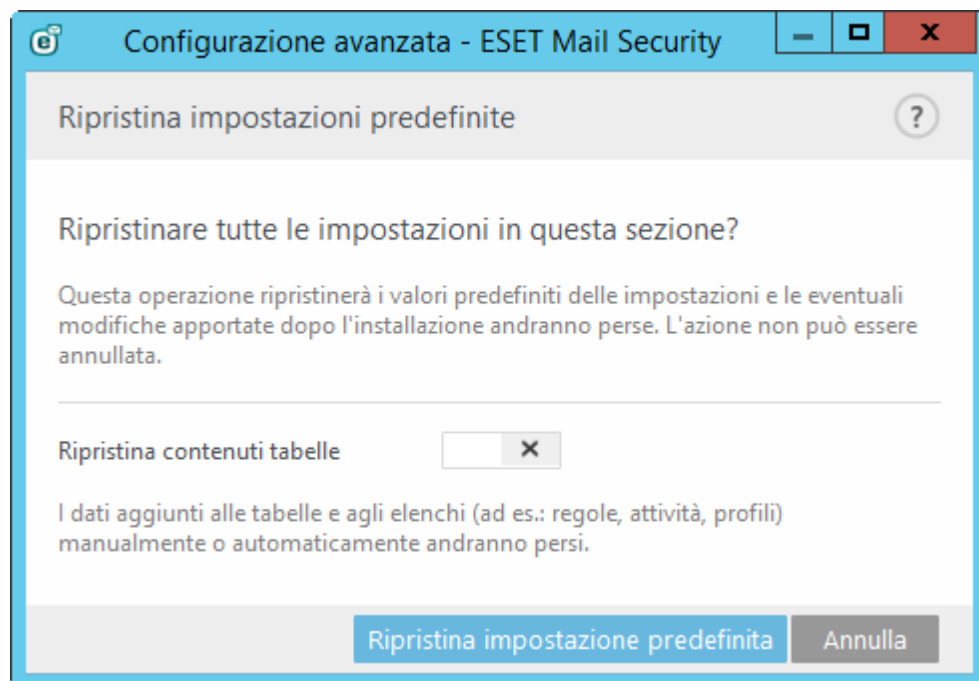 Configurazione avanzata - ESET Mail Security
Ripristina impostazioni predefinite
?
Ripristinare tutte le impostazioni in questa sezione?
Questa operazione ripristinerà i valori predefiniti delle impostazioni e le eventuali
modifiche apportate dopo l'installazione andranno perse. L'azione non può essere
annullata.
Ripristina contenuti tabelle
I dati aggiunti alle tabelle e agli elenchi (ad es.: regole, attività, profili)
manualmente o automaticamente andranno persi.
Ripristina impostazione predefinita Annulla